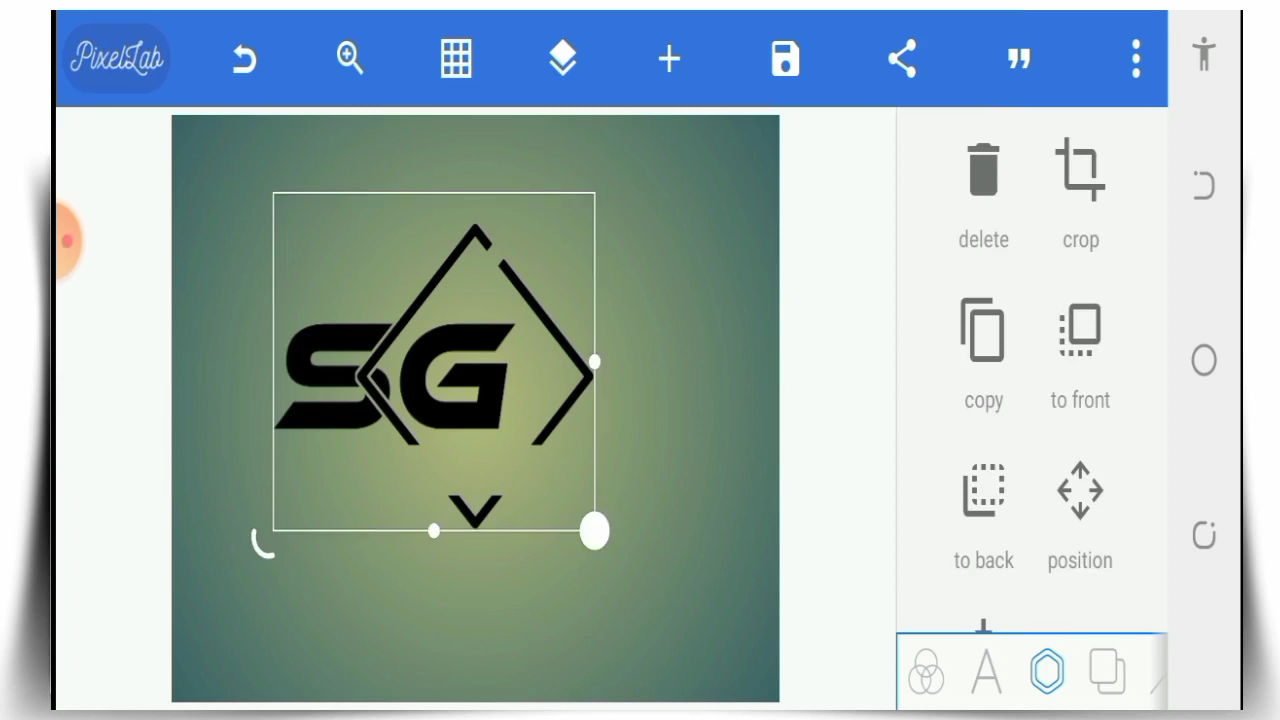 PixelLab
SG
delete crop
copy to front
to back position